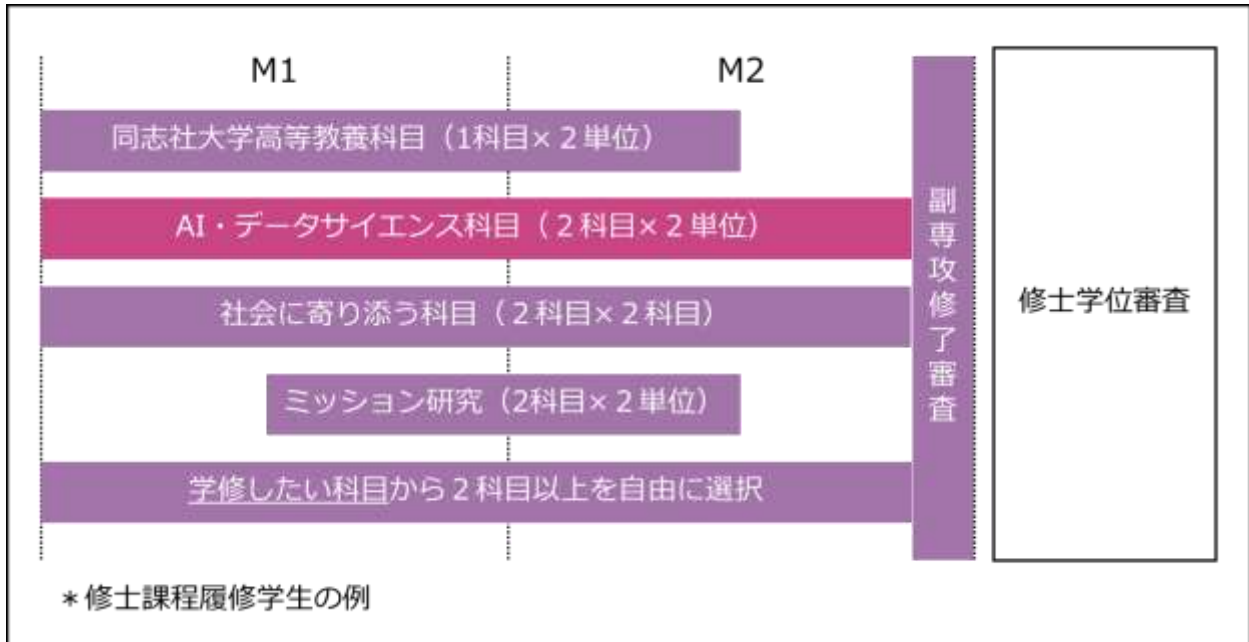 M1
M2
同志社大学高等教養科目（1科目×２単位）
AI・データサイエンス科目（２科目×２単位）
社会に寄り添う科目（２科目×２科目）
ミッション研究（2科目×２単位）
学修したい科目から２科目以上を自由に選択
副専攻修了審査
修士学位審査
＊修士課程履修学生の例